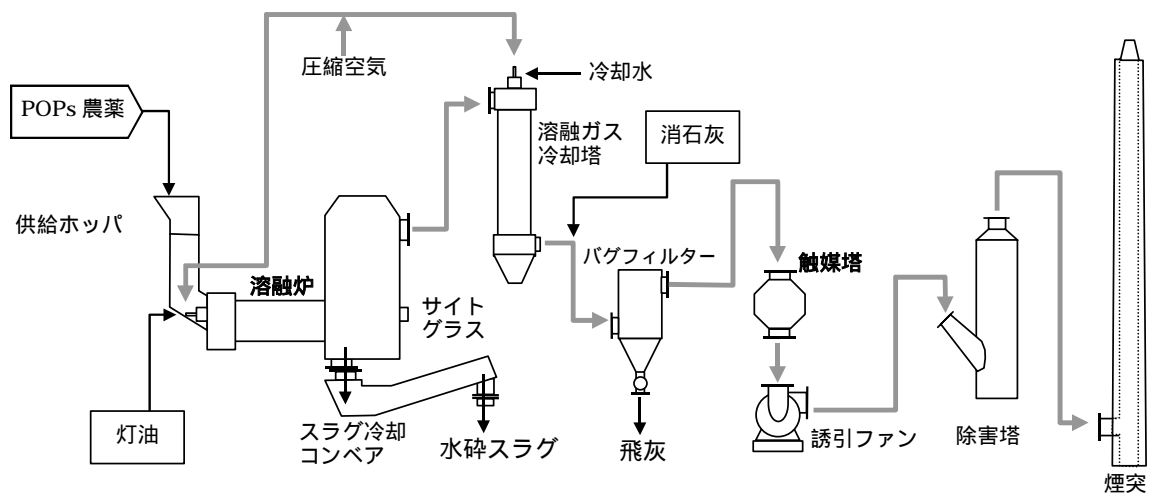 圧縮空気
冷却水
POPs 農薬
溶融ガス
冷却塔
消石灰
供給ホッパ
バグフィルター
触媒塔
溶融炉
サイト
グラス
灯油
スラグ冷却
コンベア
水砕スラグ
飛灰
誘引ファン
除害塔
煙突